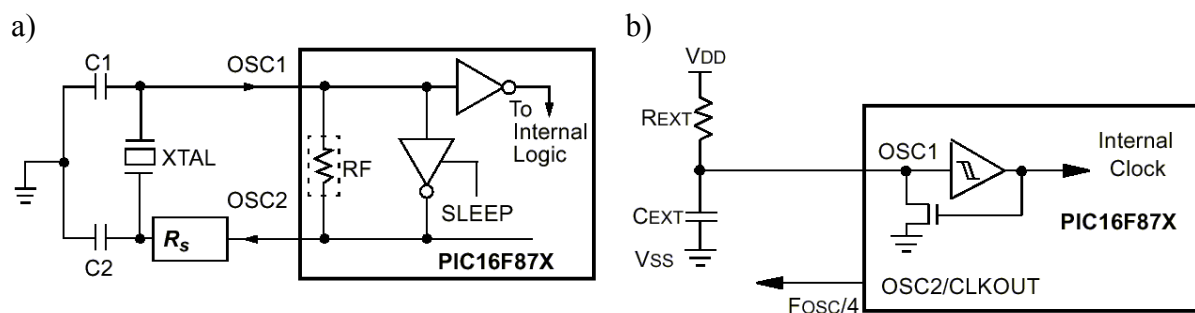 a)
C1
OSC1
To
Internal
Logic
XTAL
RF
OSC2
SLEEP
C2
Rs
PIC16F87X
b)
VDD
REXT
OSC1
Internal
Clock
CEXT
PIC16F87X
VSS
OSC2/CLKOUT
FOSC/4